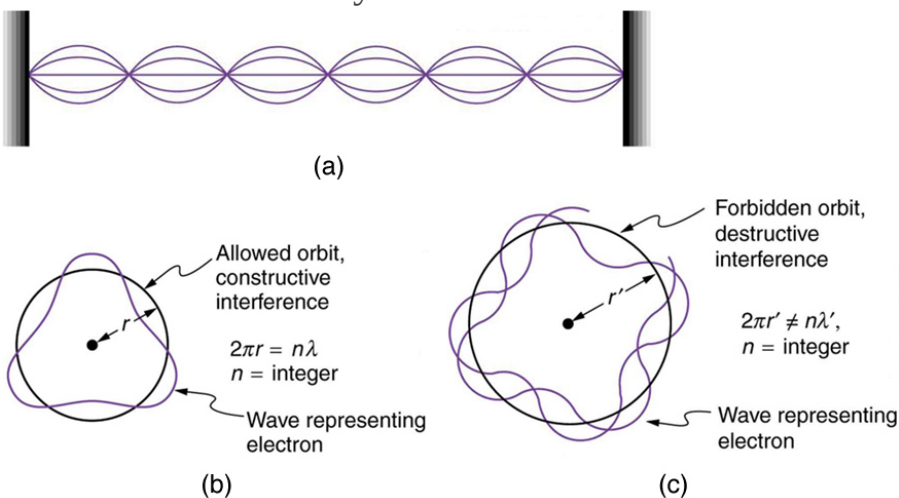 (a)
Allowed orbit,
constructive
interference
r
2πr = nλ
n = integer
Wave representing
electron
(b)
Forbidden orbit,
destructive
interference
r′
2πr′ ≠ nλ′,
n = integer
Wave representing
electron
(c)